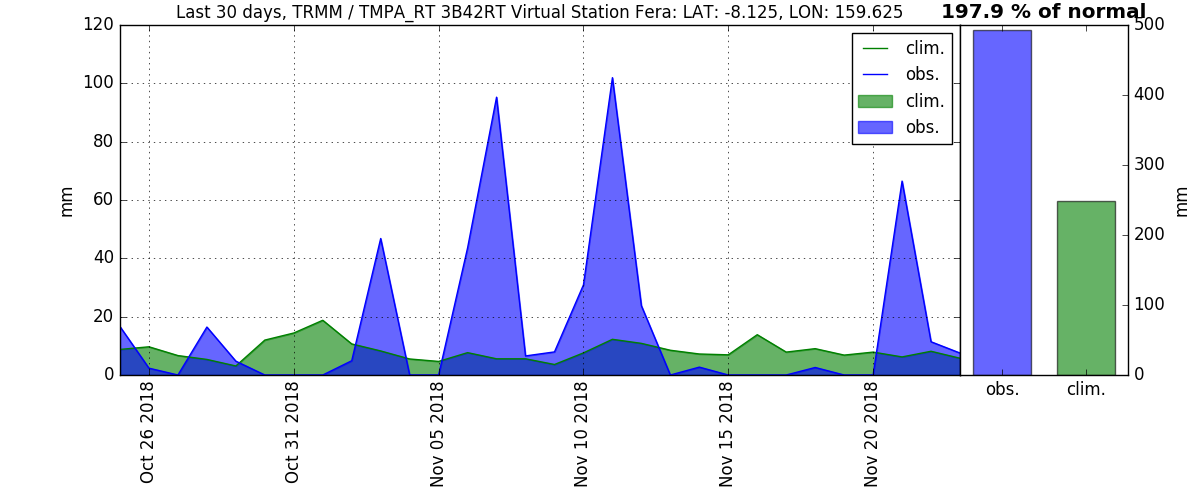 Last 30 days, TRMM / TMPA_RT 3B42RT Virtual Station Fera: LAT: -8.125, LON: 159.625
197.9 % of normal
120
100
80
60
40
20
0
mm
clim.
obs.
clim.
obs.
Oct 26 2018
Oct 31 2018
Nov 05 2018
Nov 10 2018
Nov 15 2018
Nov 20 2018
500
400
300
200
100
0
mm
obs.
clim.